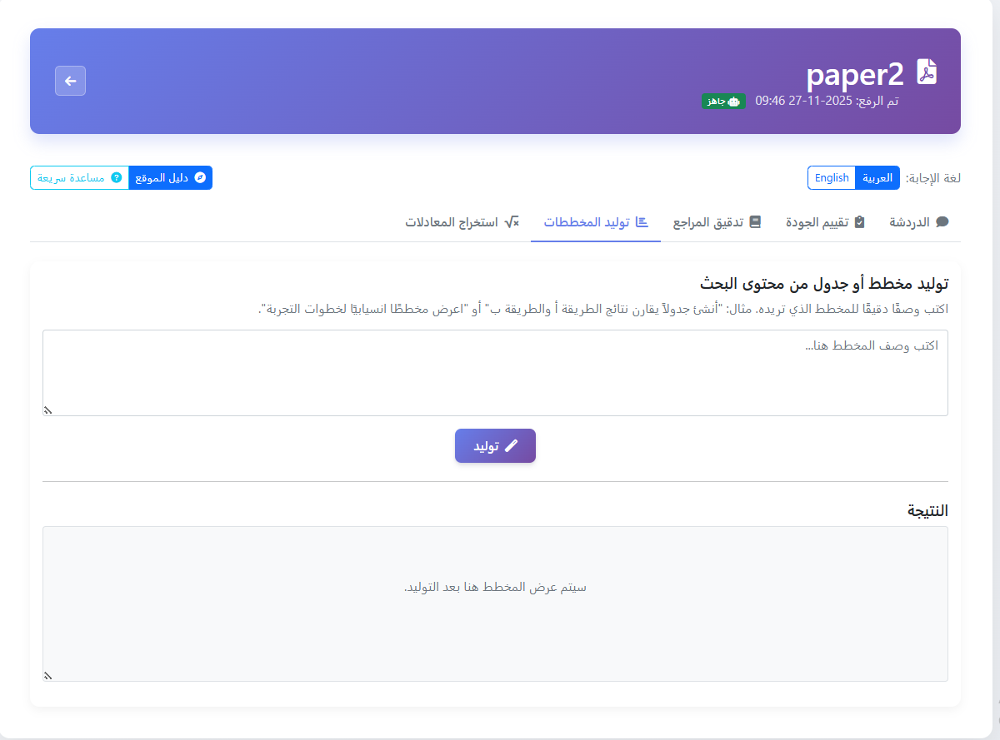 paper2
تم الرفع: 2025-11-27 09:46 جاهز
لغة الإجابة: العربية English دليل الموقع مساعدة سريعة
الدردشة تقييم الجودة تدقيق المراجع توليد المخططات استخراج المعادلات
توليد مخطط أو جدول من محتوى البحث
اكتب وصفًا دقيقًا للمخطط الذي تريده. مثال: "أنشئ جدولاً يقارن نتائج الطريقة أ والطريقة ب" أو "اعرض مخططًا انسيابيًا لخطوات التجربة".
اكتب وصف المخطط هنا...
توليد
النتيجة
سيتم عرض المخطط هنا بعد التوليد.